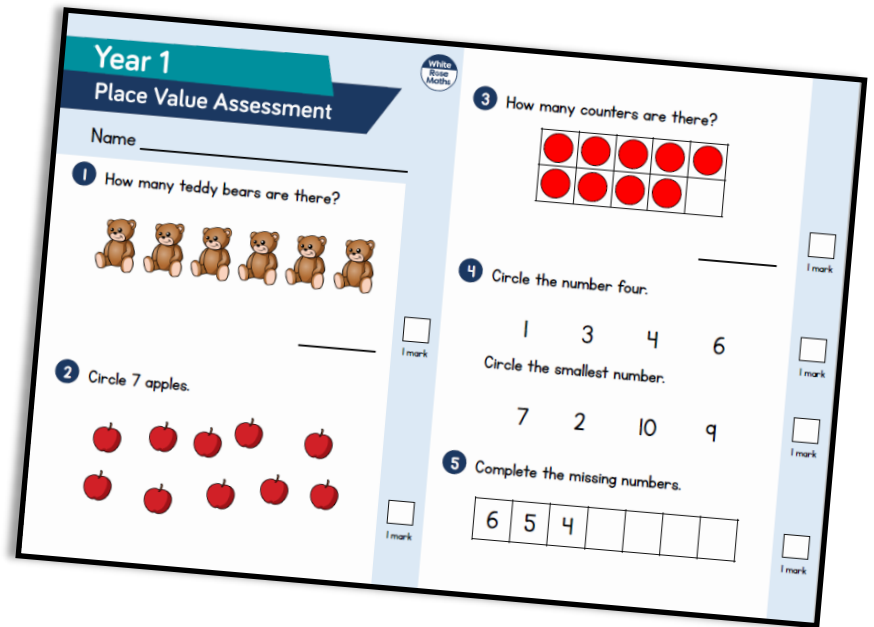 Year 1
Place Value Assessment
White
Rose
Maths
Name
1 How many teddy bears are there?
1 mark
2 Circle 7 apples.
1 mark
3 How many counters are there?
1 mark
4 Circle the number four.
1 3 4 6
1 mark
Circle the smallest number.
7 2 10 9
1 mark
5 Complete the missing numbers.
6 5 4
1 mark